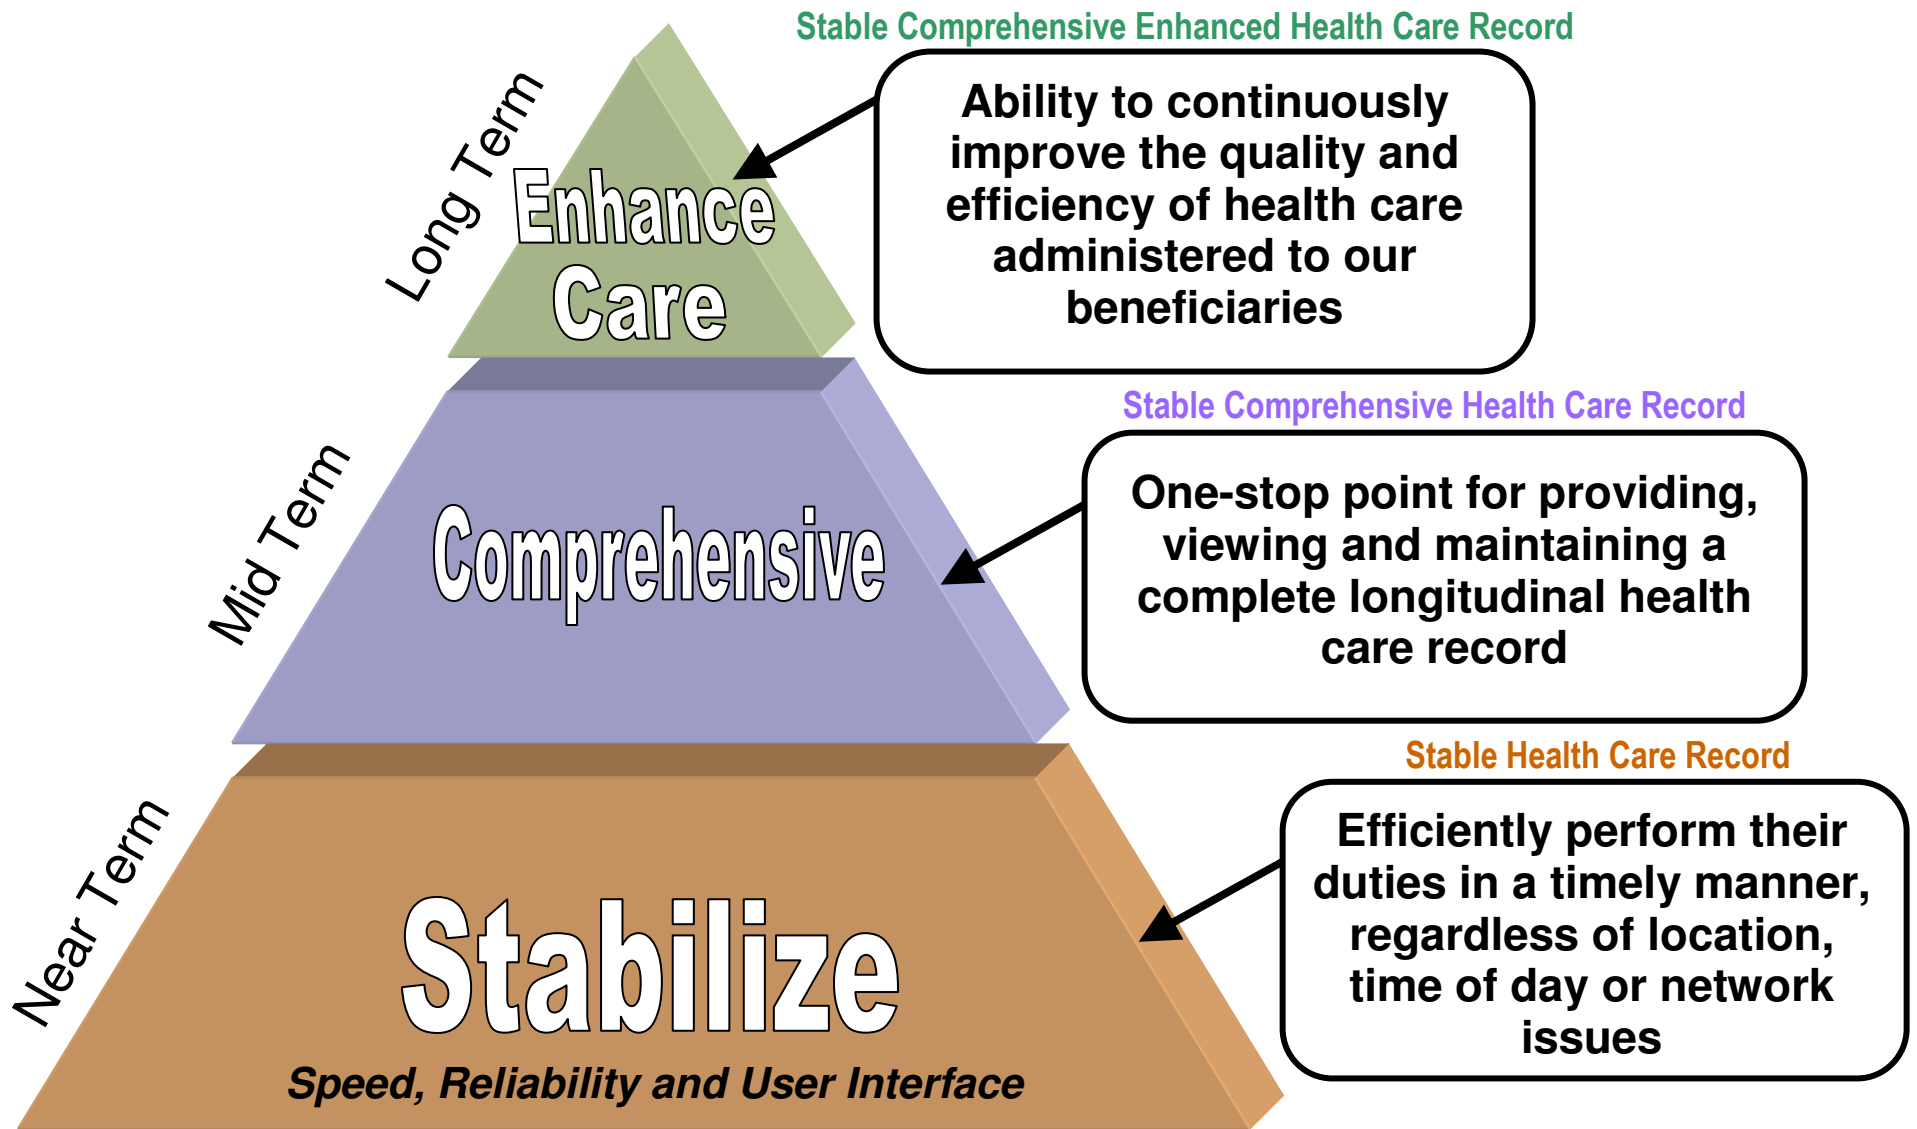 Stable Comprehensive Enhanced Health Care Record
Long Term
Enhance
Care
Ability to continuously
improve the quality and
efficiency of health care
administered to our
beneficiaries
Stable Comprehensive Health Care Record
Mid Term
Comprehensive
One-stop point for providing,
viewing and maintaining a
complete longitudinal health
care record
Stable Health Care Record
Near Term
Stabilize
Speed, Reliability and User Interface
Efficiently perform their
duties in a timely manner,
regardless of location,
time of day or network
issues